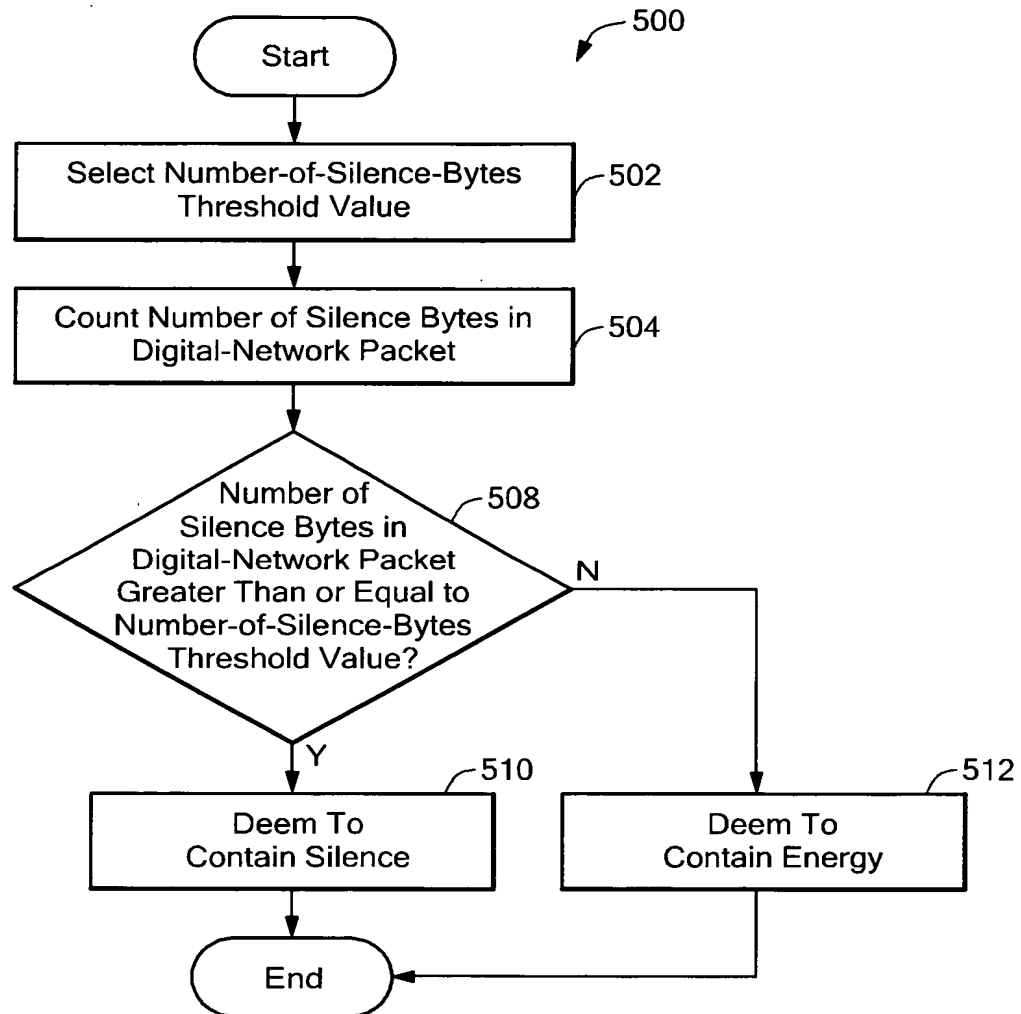 500
Start
Select Number-of-Silence-Bytes
Threshold Value
502
Count Number of Silence Bytes in
Digital-Network Packet
504
Number of
Silence Bytes in
Digital-Network Packet
Greater Than or Equal to
Number-of-Silence-Bytes
Threshold Value?
508
N
Y
510
Deem To
Contain Silence
512
Deem To
Contain Energy
End